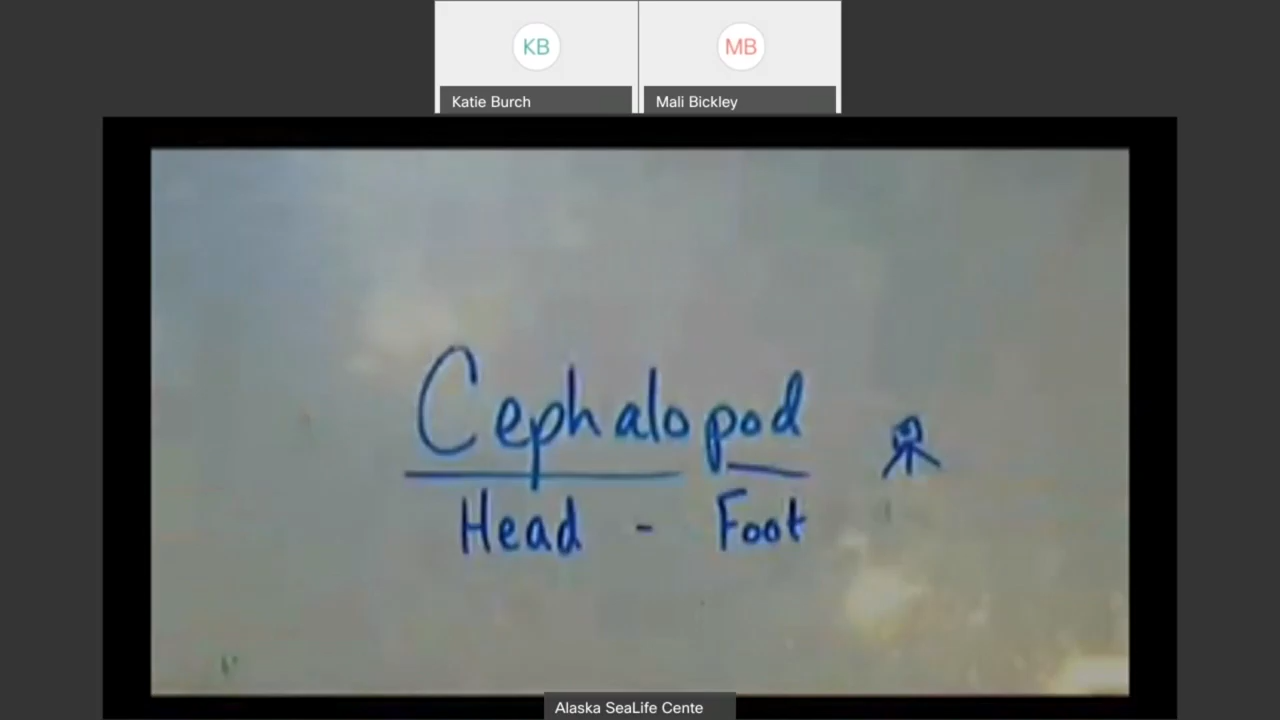 KB
MB
Katie Burch
Mali Bickley
Cephalopod
Head - Foot
Alaska SeaLife Cente